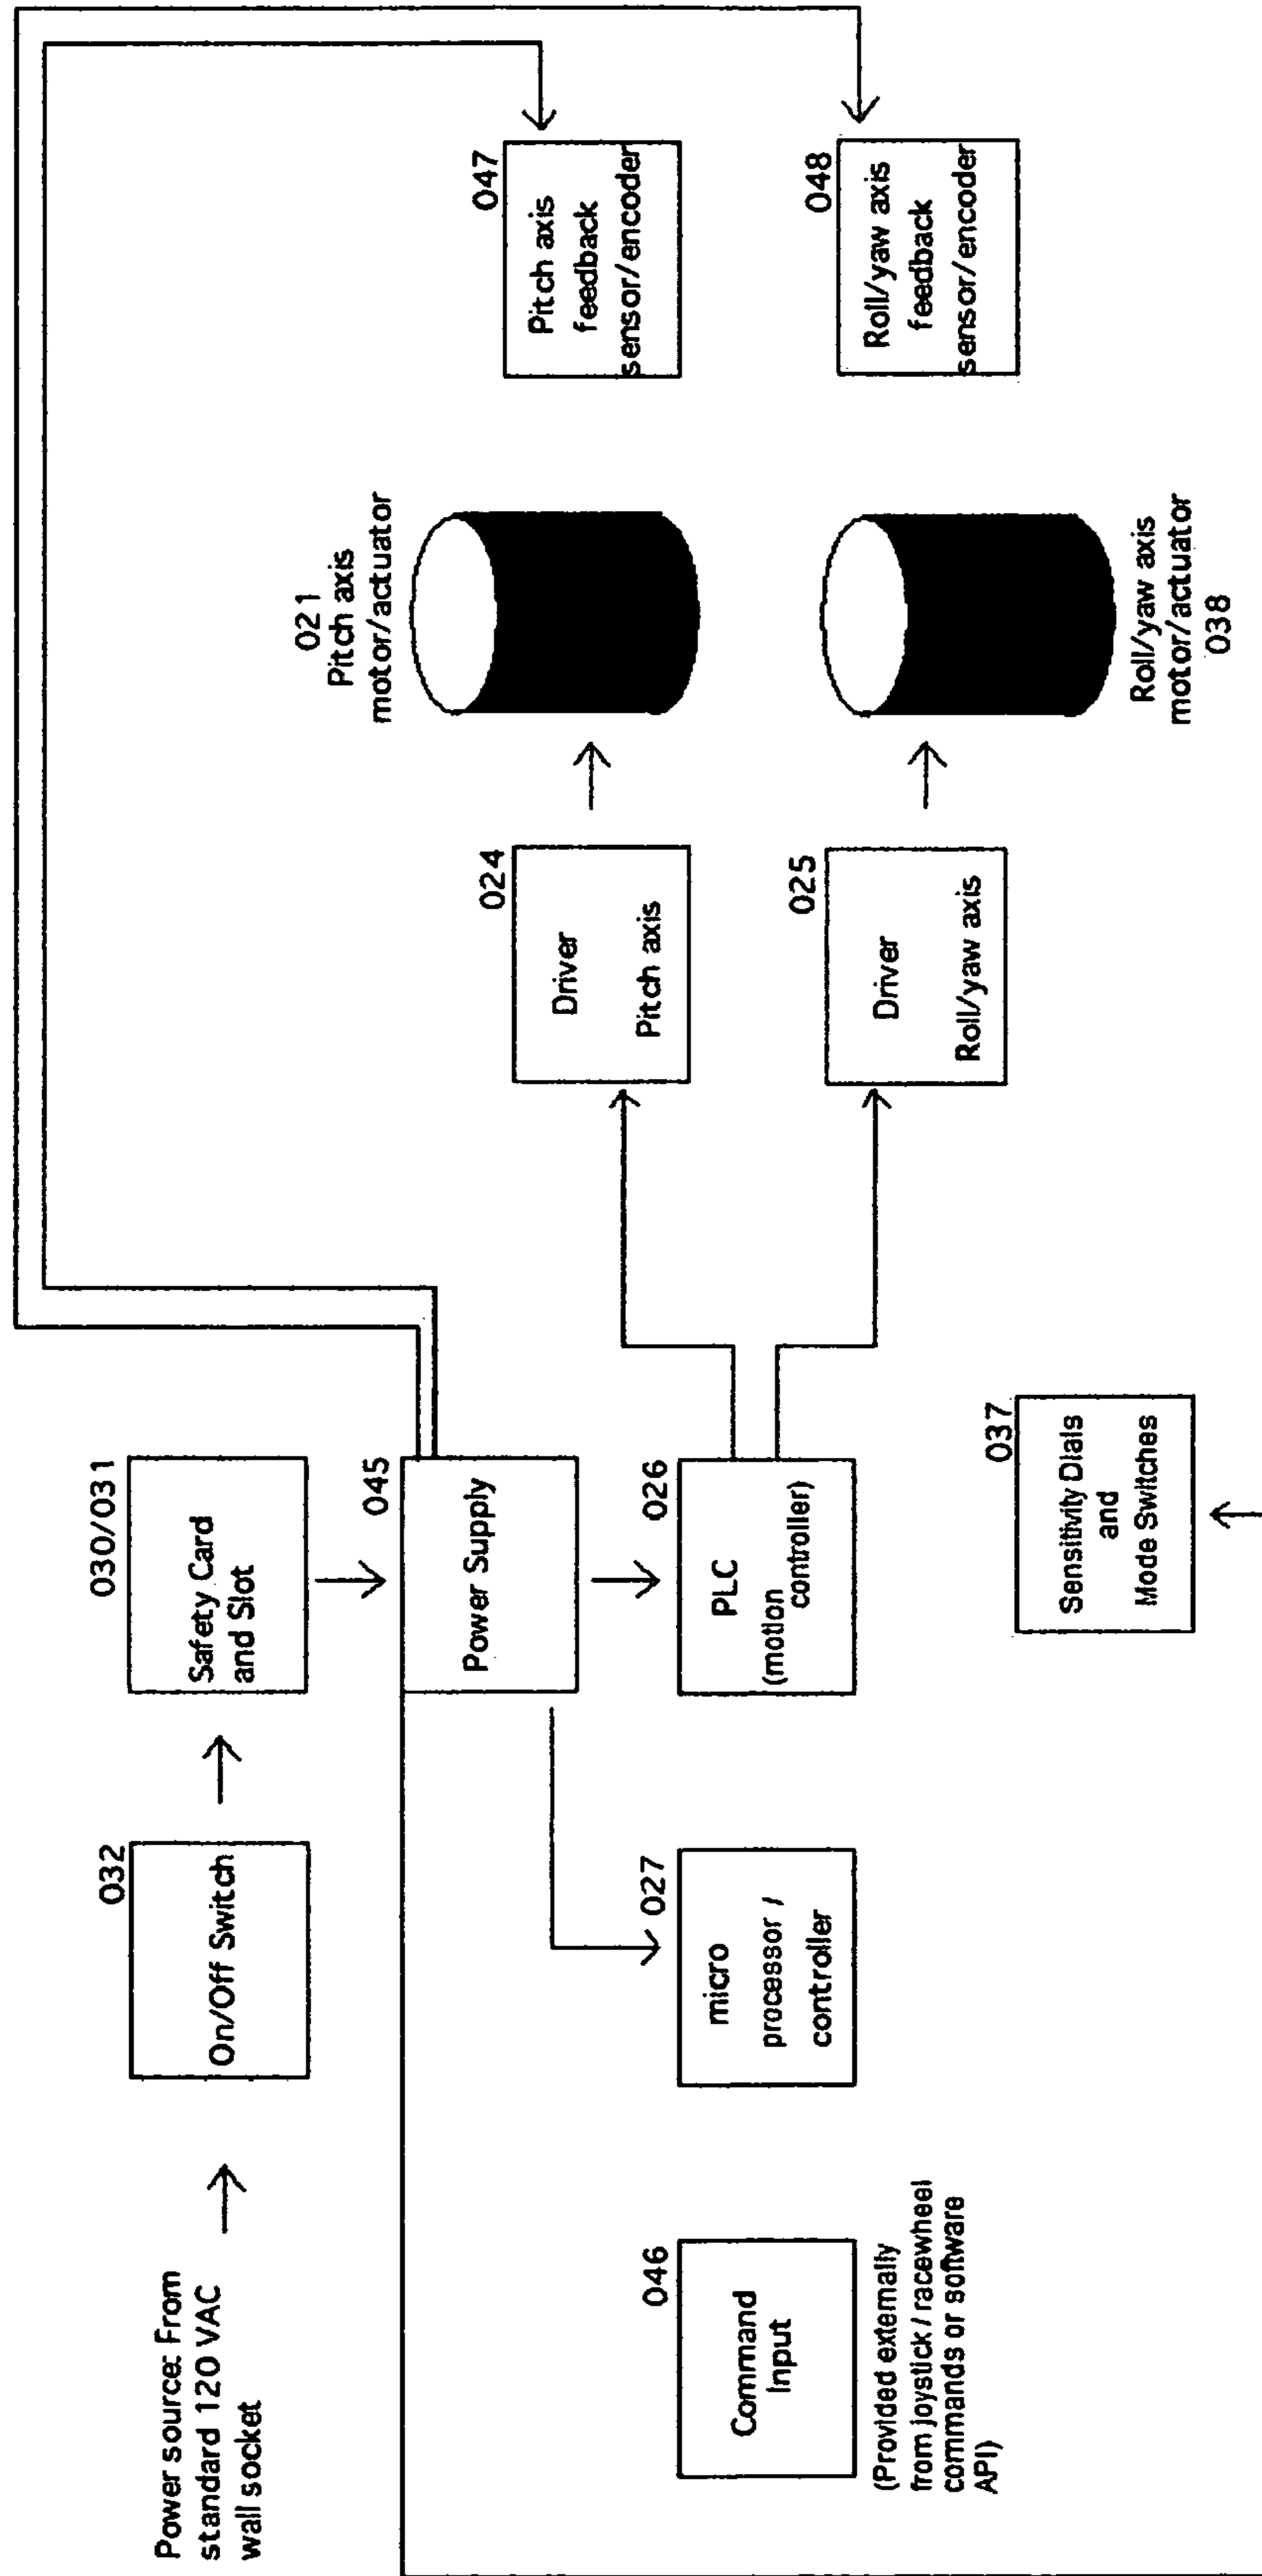 Power source: From
standard 120 VAC
wall socket
032
On/Off Switch
030/031
Safety Card
and Slot
045
Power Supply
046
Command
Input
(Provided externally
from joystick / racewheel
commands or software
API)
027
micro
processor /
controller
026
PLC
(motion
controller)
037
Sensitivity Dials
and
Mode Switches
024
Driver
Pitch axis
025
Driver
Roll/yaw axis
021
Pitch axis
motor/actuator
Roll/yaw axis
motor/actuator
038
047
Pitch axis
feedback
sensor/encoder
048
Roll/yaw axis
feedback
sensor/encoder